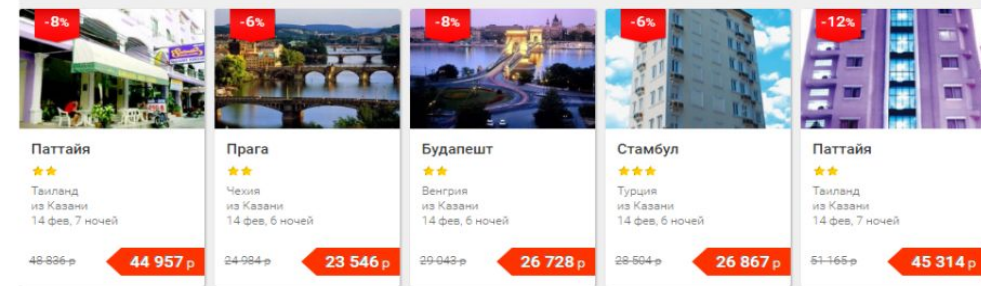 -8%
Паттайя
Таиланд
из Казани
14 фев, 7 ночей
48 836 р
44 957 р
-6%
Прага
Чехия
из Казани
14 фев, 6 ночей
24 984 р
23 546 р
-8%
Будапешт
Венгрия
из Казани
14 фев, 6 ночей
29 043 р
26 728 р
-6%
Стамбул
Турция
из Казани
14 фев, 6 ночей
28 504 р
26 867 р
-12%
Паттайя
Таиланд
из Казани
14 фев, 7 ночей
51 165 р
45 314 р